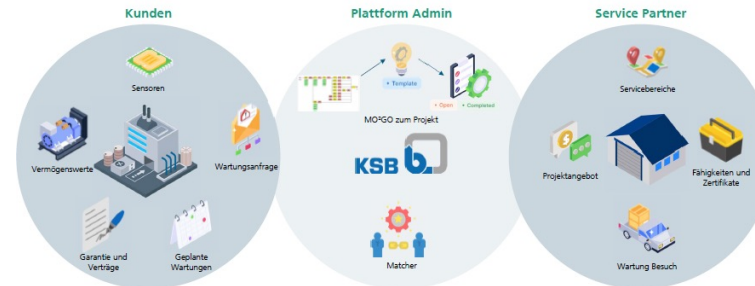 Kunden
Plattform Admin
Service Partner
Sensoren
Vermögenswerte
Wartungsanfrage
Garantie und
Verträge
Geplante
Wartungen
+ Template
+ Open
+ Completed
MO²GO zum Projekt
KSB b.
Matcher
Servicebereiche
Projektangebot
Fähigkeiten und
Zertifikate
Wartung Besuch